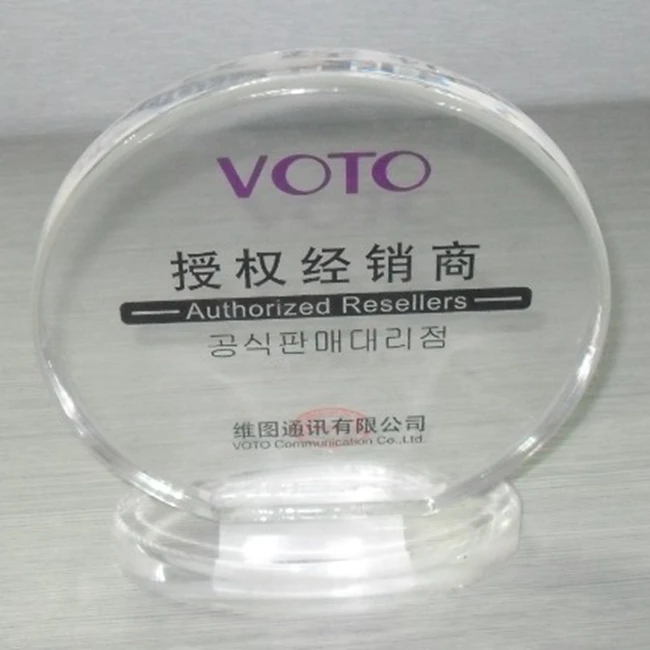 VOTO
授权经销商
Authorized Resellers
공식판매대리점
维图通讯有限公司
VOTO Communication Co.,Ltd.